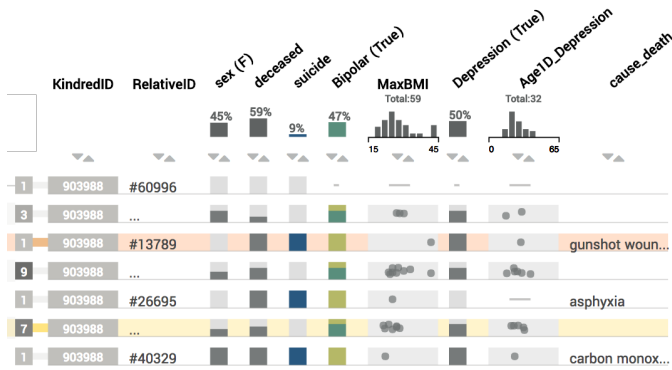 KindredID RelativeID sex (F) deceased suicide Bipolar (True) MaxBMI Depression (True) Age1D_Depression cause_death
Total:59 Total:32
45% 59% 9% 47% 50%
15 45 0 65
1 903988 #60996
3 903988 ...
1 903988 #13789 gunshot woun...
9 903988 ...
1 903988 #26695 asphyxia
7 903988 ...
1 903988 #40329 carbon monox...